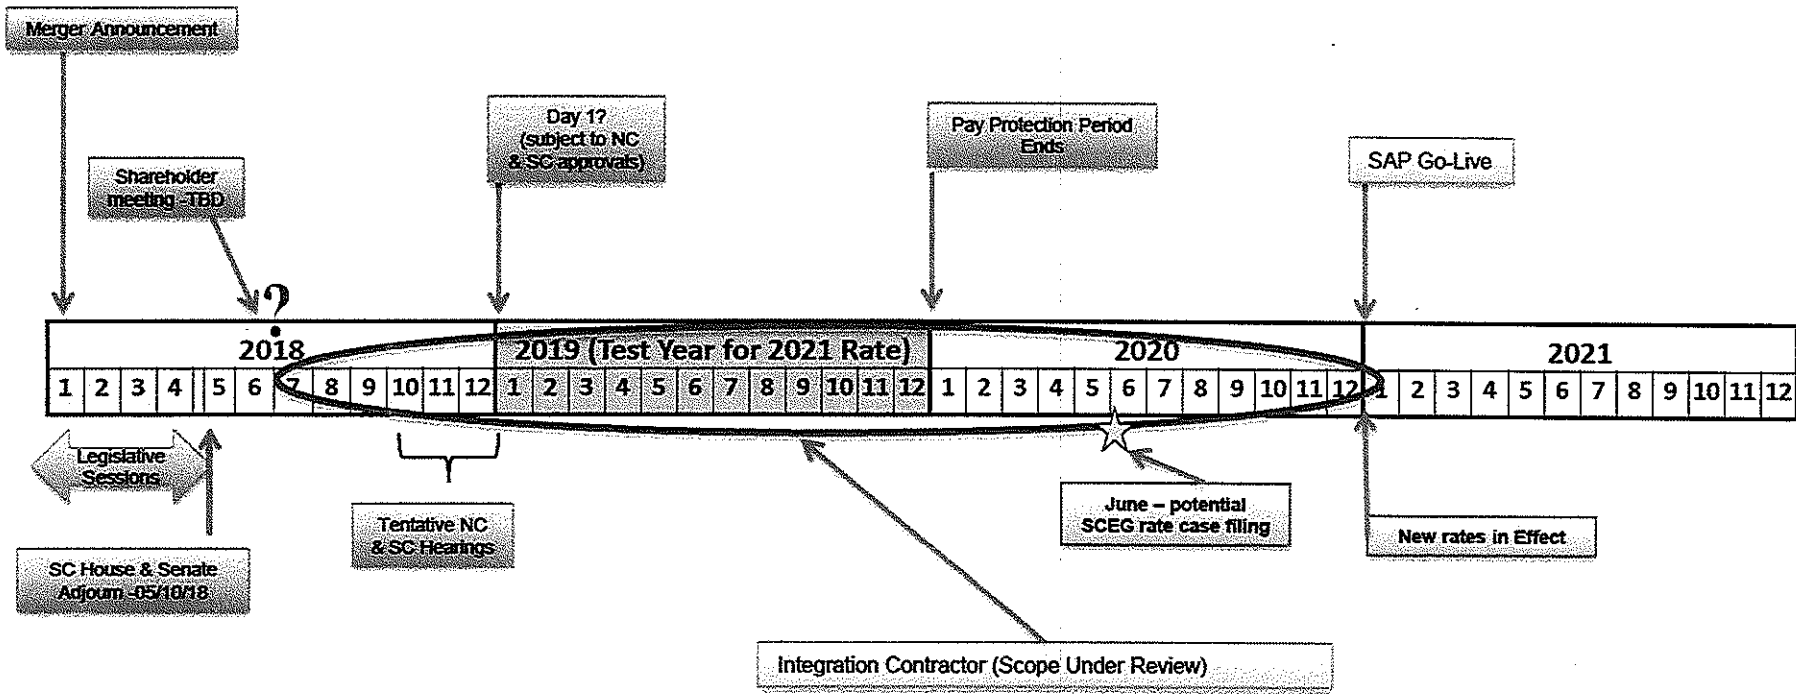 Merger Announcement
Day 1?
(subject to NC
& SC approvals)
Pay Protection Period
Ends
SAP Go-Live
Shareholder
meeting -TBD
?
2018
2019 (Test Year for 2021 Rate)
2020
2021
1 2 3 4 5 6 7 8 9 10 11 12 1 2 3 4 5 6 7 8 9 10 11 12 1 2 3 4 5 6 7 8 9 10 11 12 1 2 3 4 5 6 7 8 9 10 11 12
Legislative
Sessions
SC House & Senate
Adjourn -05/10/18
Tentative NC
& SC Hearings
June – potential
SCEG rate case filing
New rates in Effect
Integration Contractor (Scope Under Review)